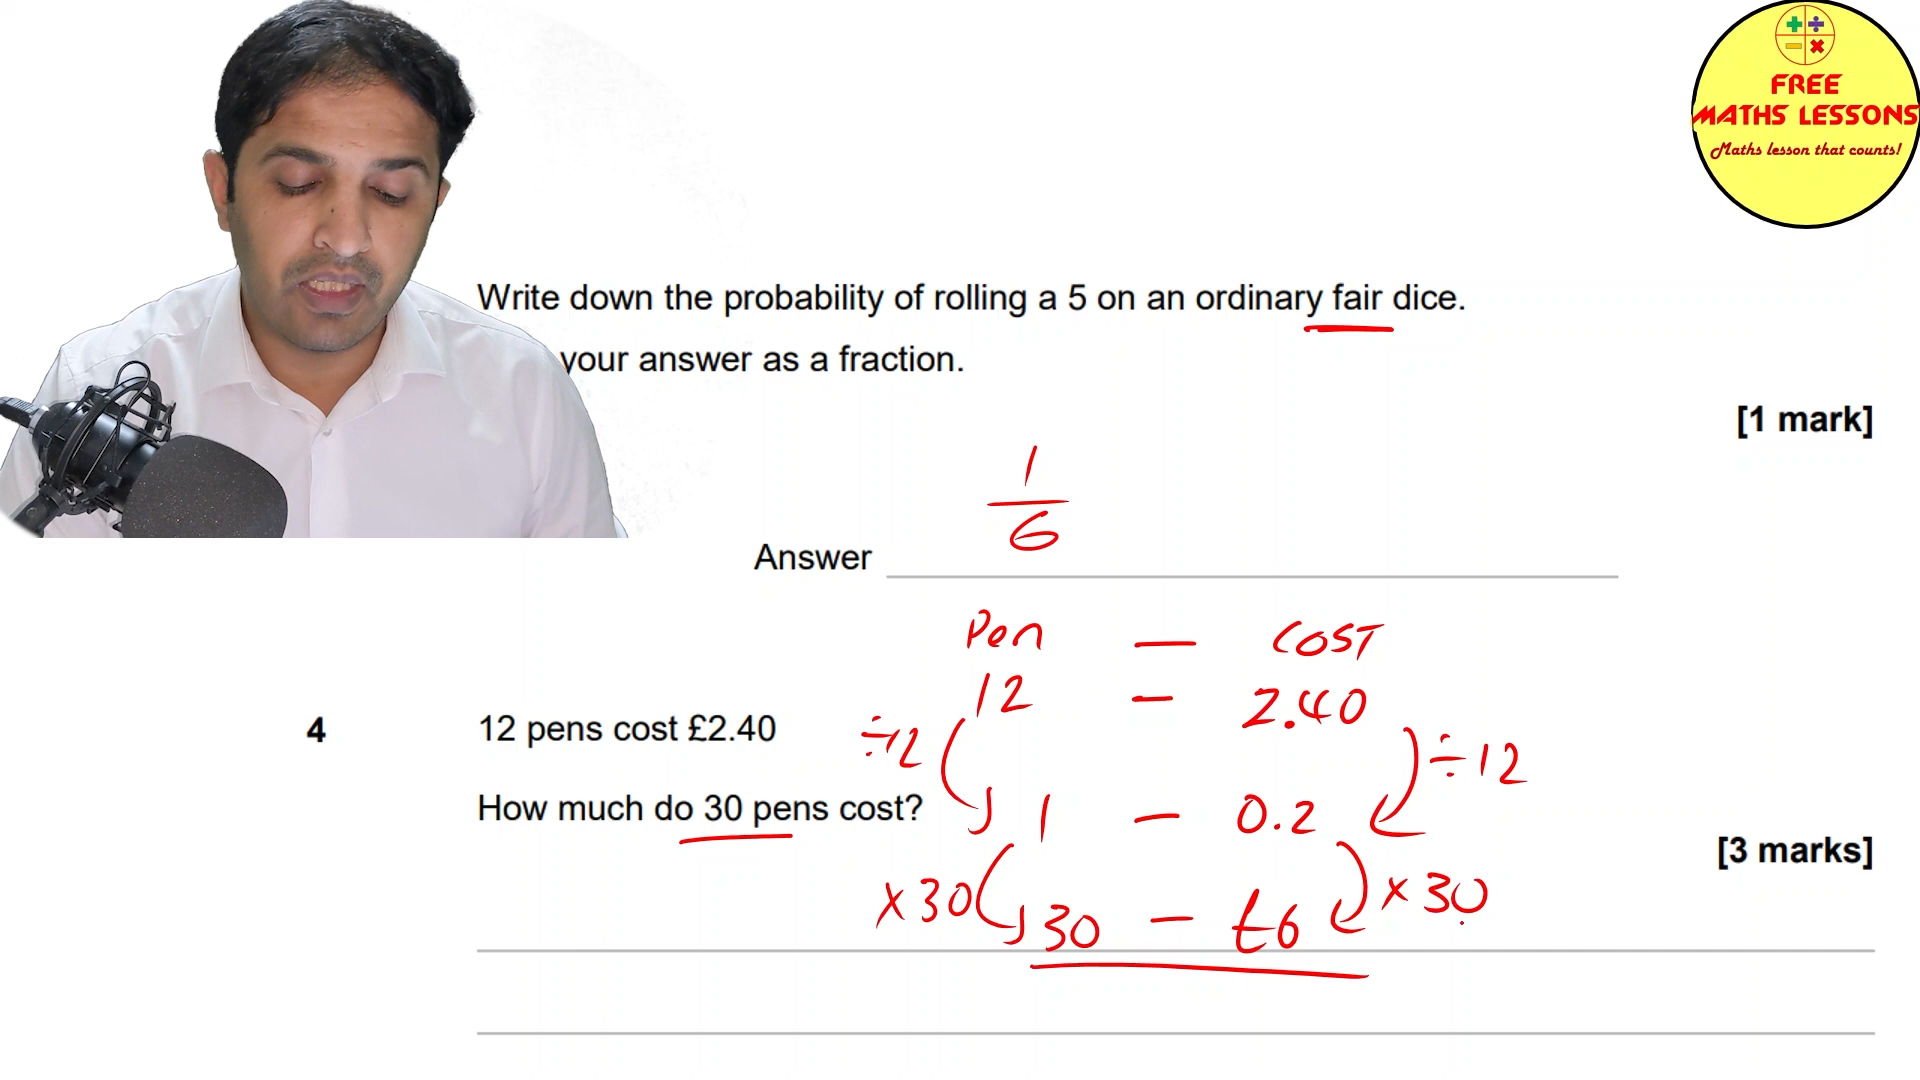 FREE
MATHS LESSONS
Maths lesson that counts!
Write down the probability of rolling a 5 on an ordinary fair dice.
your answer as a fraction.
[1 mark]
1
6
Answer
Pen — COST
12 - 2.40
4
12 pens cost £2.40
÷12
÷12
How much do 30 pens cost?
1 - 0.2
[3 marks]
×30
30 - £6
×30